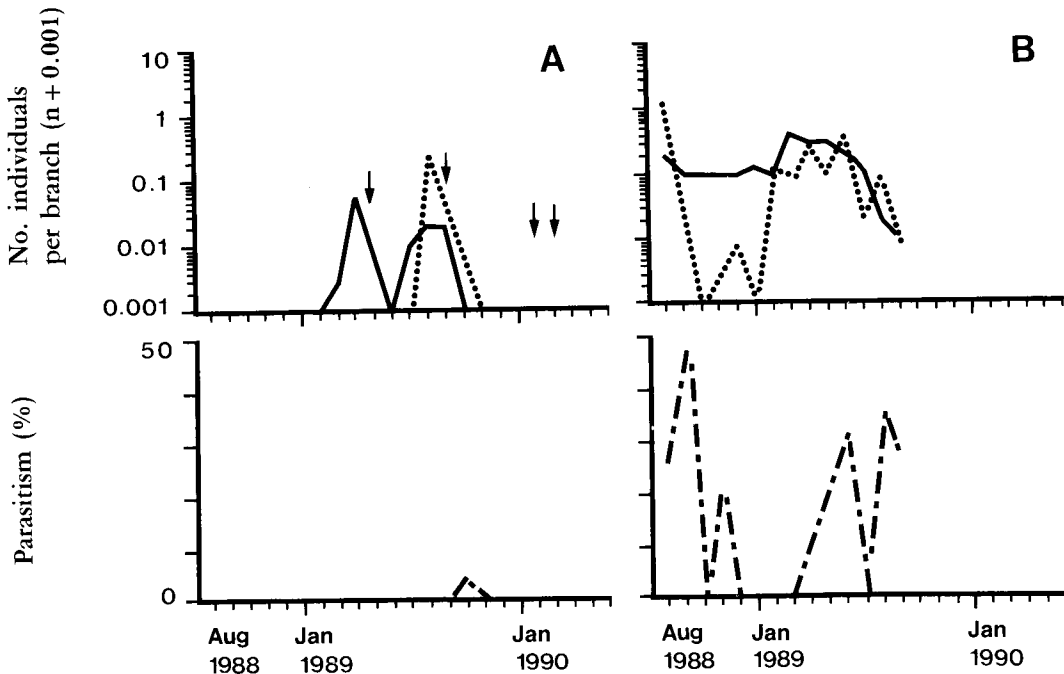 No. individuals
per branch (n + 0.001)
10
1
0.1
0.01
0.001
A
B
Parasitism (%)
50
0
Aug
1988
Jan
1989
Jan
1990
Aug
1988
Jan
1989
Jan
1990